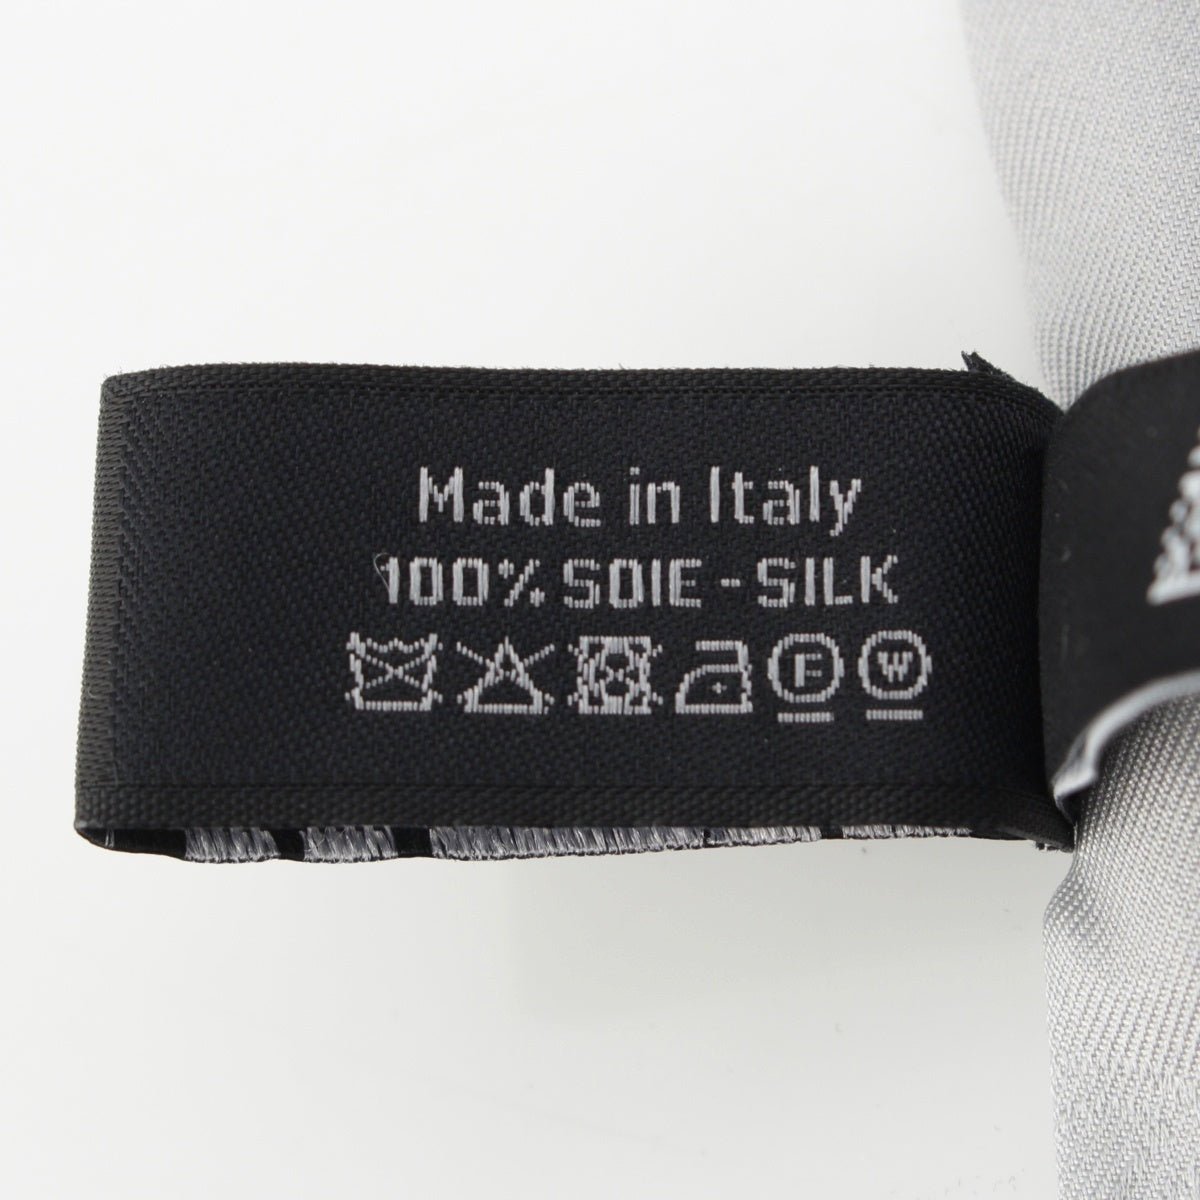 Made in Italy
100% SOIE - SILK
F W